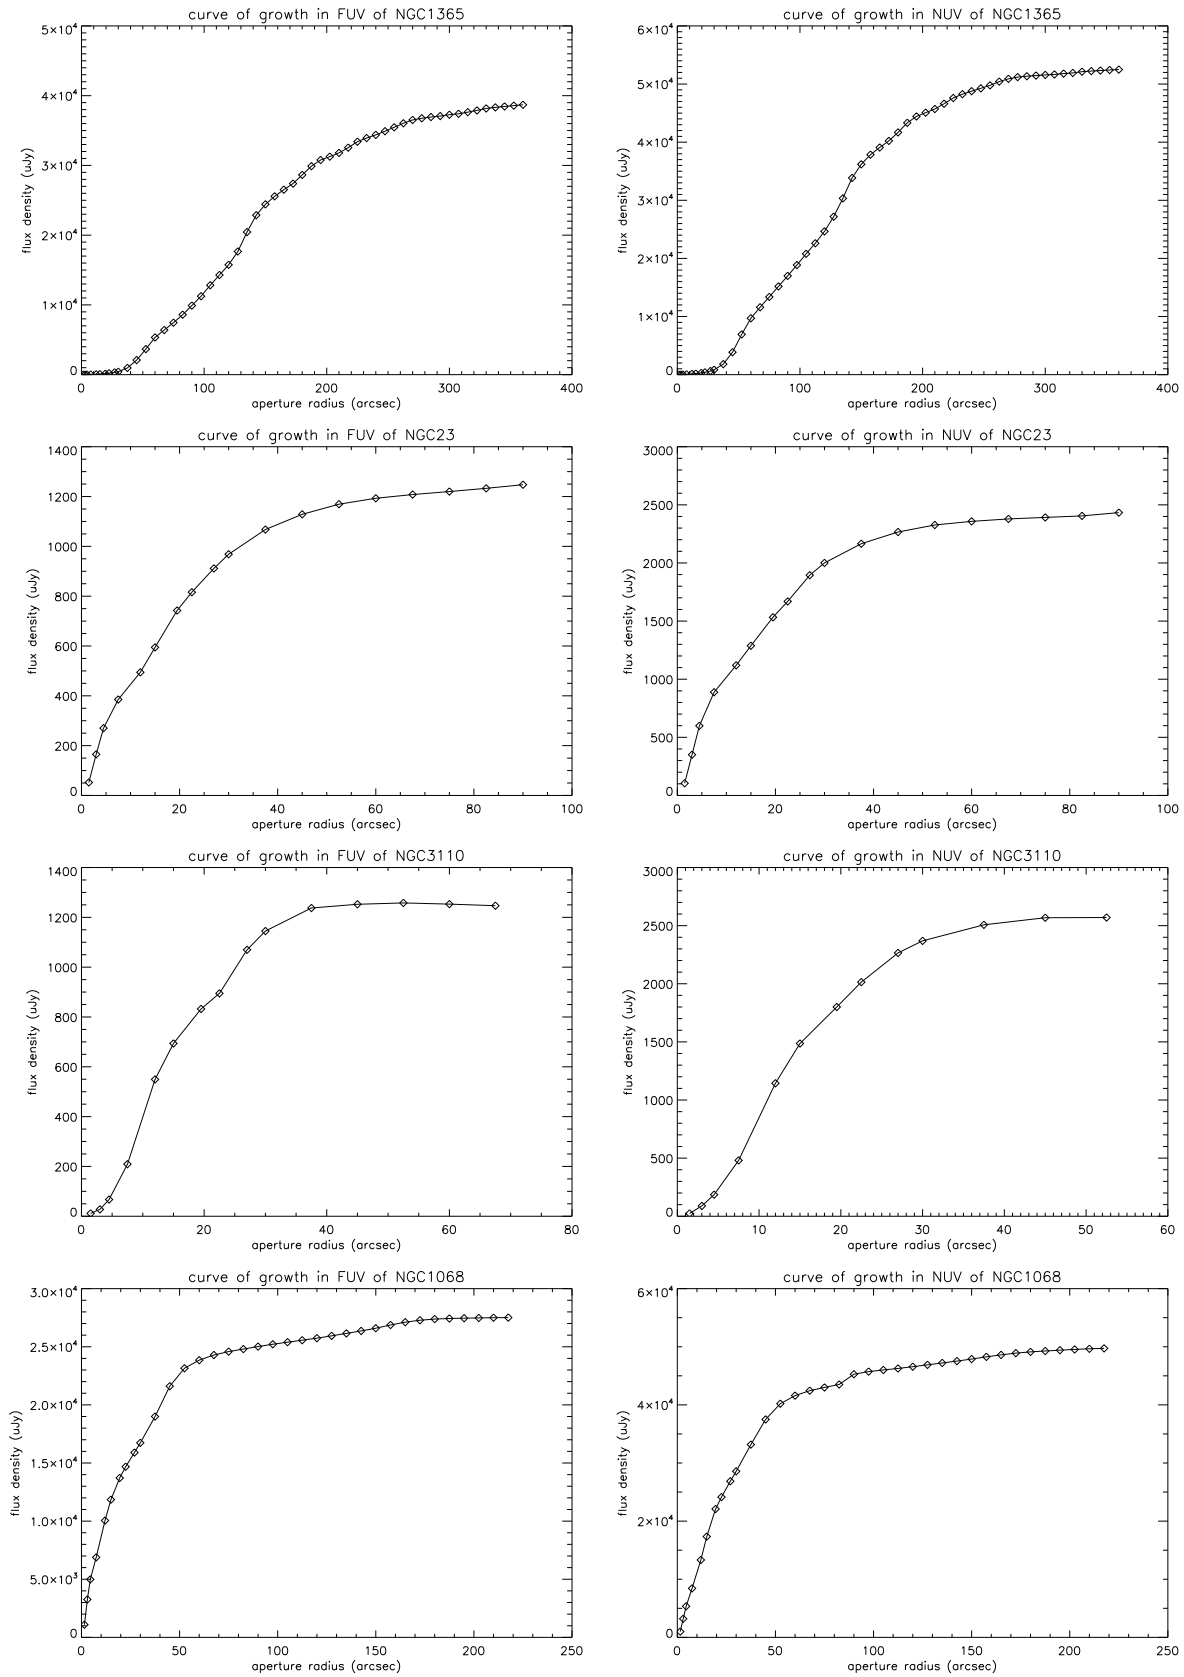 curve of growth in FUV of NGC1365
5×10⁴
4×10⁴
3×10⁴
2×10⁴
1×10⁴
0
flux density (uJy)
0 100 200 300 400
aperture radius (arcsec)
curve of growth in NUV of NGC1365
6×10⁴
5×10⁴
4×10⁴
3×10⁴
2×10⁴
1×10⁴
0
flux density (uJy)
0 100 200 300 400
aperture radius (arcsec)
curve of growth in FUV of NGC23
1400
1200
1000
800
600
400
200
0
flux density (uJy)
0 20 40 60 80 100
aperture radius (arcsec)
curve of growth in NUV of NGC23
3000
2500
2000
1500
1000
500
0
flux density (uJy)
0 20 40 60 80 100
aperture radius (arcsec)
curve of growth in FUV of NGC3110
1400
1200
1000
800
600
400
200
0
flux density (uJy)
0 20 40 60 80
aperture radius (arcsec)
curve of growth in NUV of NGC3110
3000
2500
2000
1500
1000
500
0
flux density (uJy)
0 10 20 30 40 50 60
aperture radius (arcsec)
curve of growth in FUV of NGC1068
3.0×10⁴
2.5×10⁴
2.0×10⁴
1.5×10⁴
1.0×10⁴
5.0×10³
0
flux density (uJy)
0 50 100 150 200 250
aperture radius (arcsec)
curve of growth in NUV of NGC1068
6×10⁴
4×10⁴
2×10⁴
0
flux density (uJy)
0 50 100 150 200 250
aperture radius (arcsec)